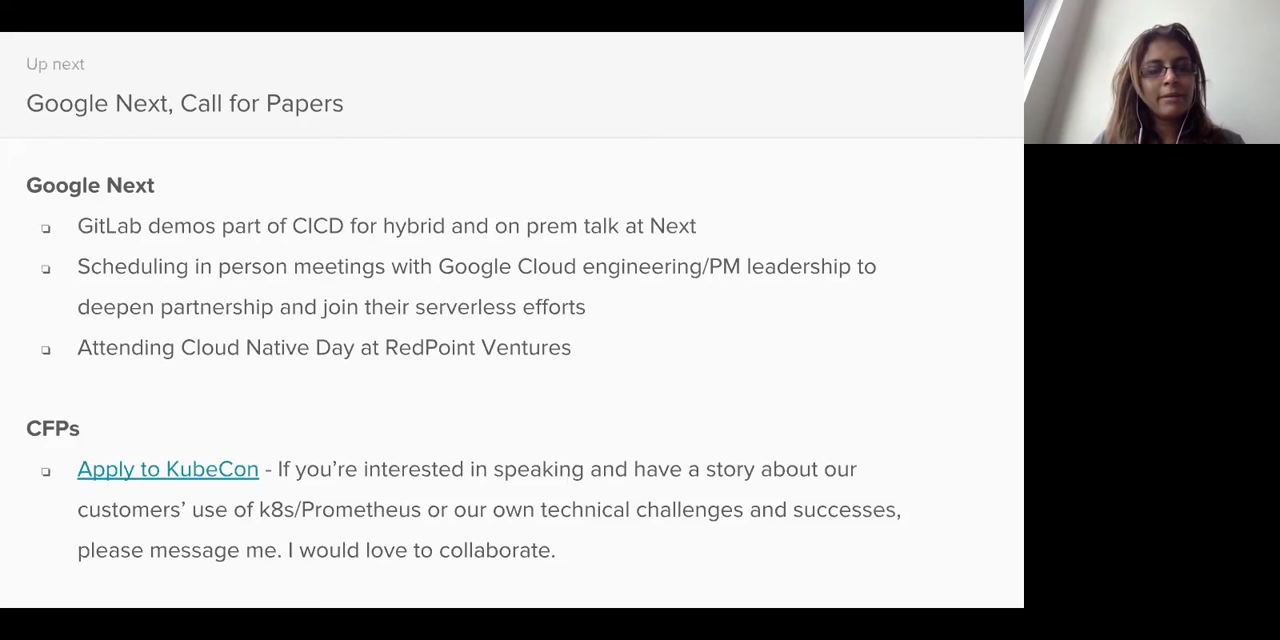 Up next
Google Next, Call for Papers
Google Next
GitLab demos part of CICD for hybrid and on prem talk at Next
Scheduling in person meetings with Google Cloud engineering/PM leadership to
deepen partnership and join their serverless efforts
Attending Cloud Native Day at RedPoint Ventures
CFPs
Apply to KubeCon - If you’re interested in speaking and have a story about our
customers’ use of k8s/Prometheus or our own technical challenges and successes,
please message me. I would love to collaborate.